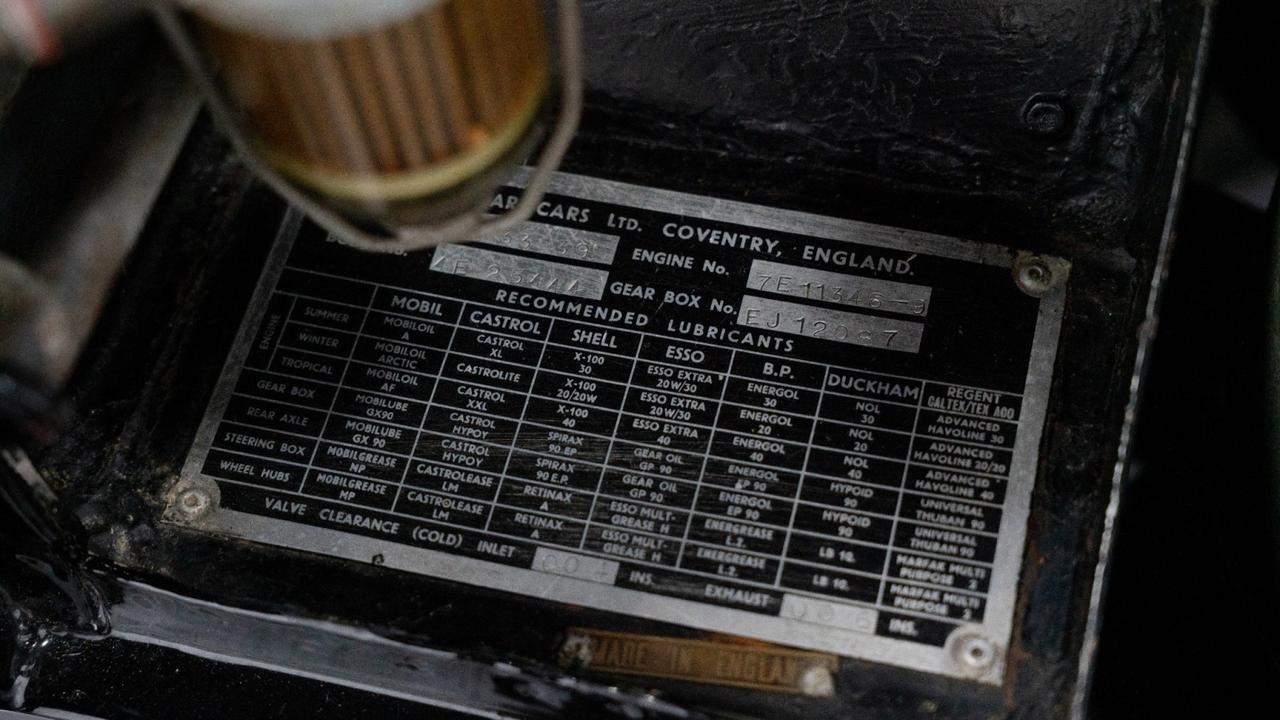 CARS LTD. COVENTRY, ENGLAND.
ENGINE No. 7E11346-9
GEAR BOX No.
RECOMMENDED LUBRICANTS
MOBIL CASTROL SHELL ESSO B.P. DUCKHAM REGENT CALTEX/TEXACO
ENGINE
SUMMER MOBILOIL A CASTROL XL X-100 30 ESSO EXTRA 20W/30 ENERGOL 30 NOL 30 ADVANCED HAVOLINE 30
WINTER MOBILOIL ARCTIC CASTROLITE X-100 20/20W ESSO EXTRA 20W/30 ENERGOL 20 NOL 20 ADVANCED HAVOLINE 20/20
TROPICAL MOBILOIL AF CASTROL XXL X-100 40 ESSO EXTRA 40 ENERGOL 40 NOL 40 ADVANCED HAVOLINE 40
GEAR BOX MOBILUBE GX90 CASTROL HYPOY SPIRAX 90 EP GEAR OIL GP 90 ENERGOL EP 90 HYPOID 90 UNIVERSAL THUBAN 90
REAR AXLE MOBILUBE GX 90 CASTROL HYPOY SPIRAX 90 E.P. GEAR OIL GP 90 ENERGOL EP 90 HYPOID 90 UNIVERSAL THUBAN 90
STEERING BOX MOBILGREASE MP CASTROLEASE LM RETINAX A ESSO MULT-GREASE H ENERGREASE L.2. LB 10. MARFAK MULTI PURPOSE 2
WHEEL HUBS MOBILGREASE MP CASTROLEASE LM RETINAX A ESSO MULT-GREASE H ENERGREASE L.2. LB 10. MARFAK MULTI PURPOSE 2
VALVE CLEARANCE (COLD) INLET 004 INS. EXHAUST 006 INS.
MADE IN ENGLAND